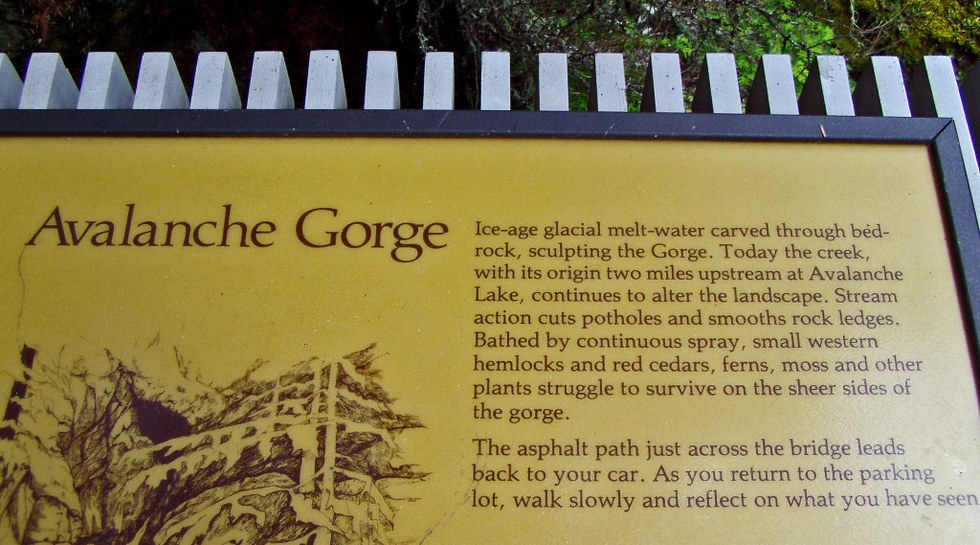 Avalanche Gorge
Ice-age glacial melt-water carved through bed-
rock, sculpting the Gorge. Today the creek,
with its origin two miles upstream at Avalanche
Lake, continues to alter the landscape. Stream
action cuts potholes and smooths rock ledges.
Bathed by continuous spray, small western
hemlocks and red cedars, ferns, moss and other
plants struggle to survive on the sheer sides of
the gorge.
The asphalt path just across the bridge leads
back to your car. As you return to the parking
lot, walk slowly and reflect on what you have seen